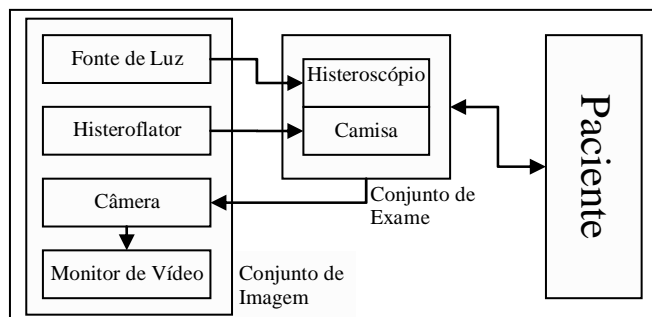 Fonte de Luz
Histeroflator
Câmera
Monitor de Vídeo
Conjunto de
Imagem
Histeroscópio
Camisa
Conjunto de
Exame
Paciente